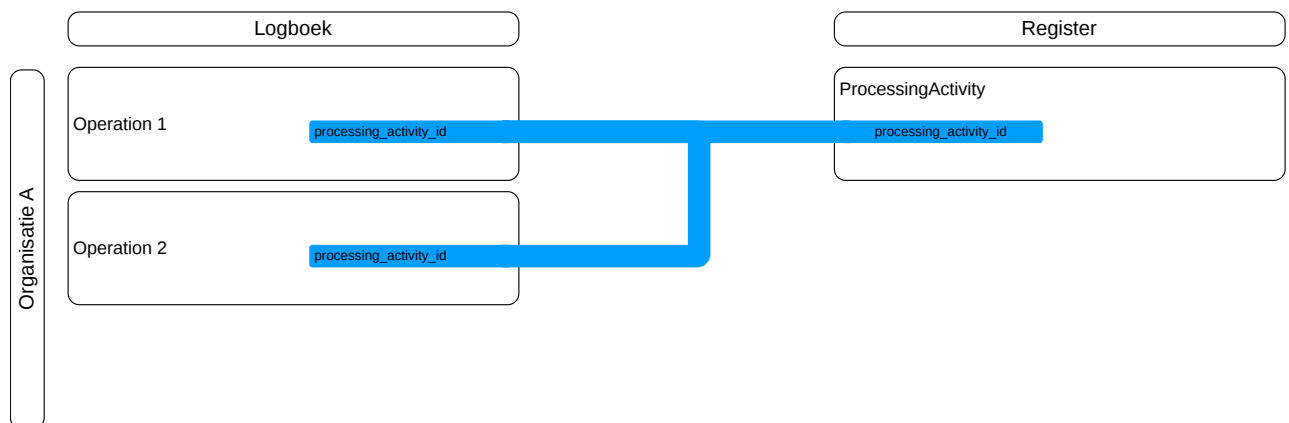 Logboek
Register
Organisatie A
ProcessingActivity
Operation 1
processing_activity_id
processing_activity_id
Operation 2
processing_activity_id